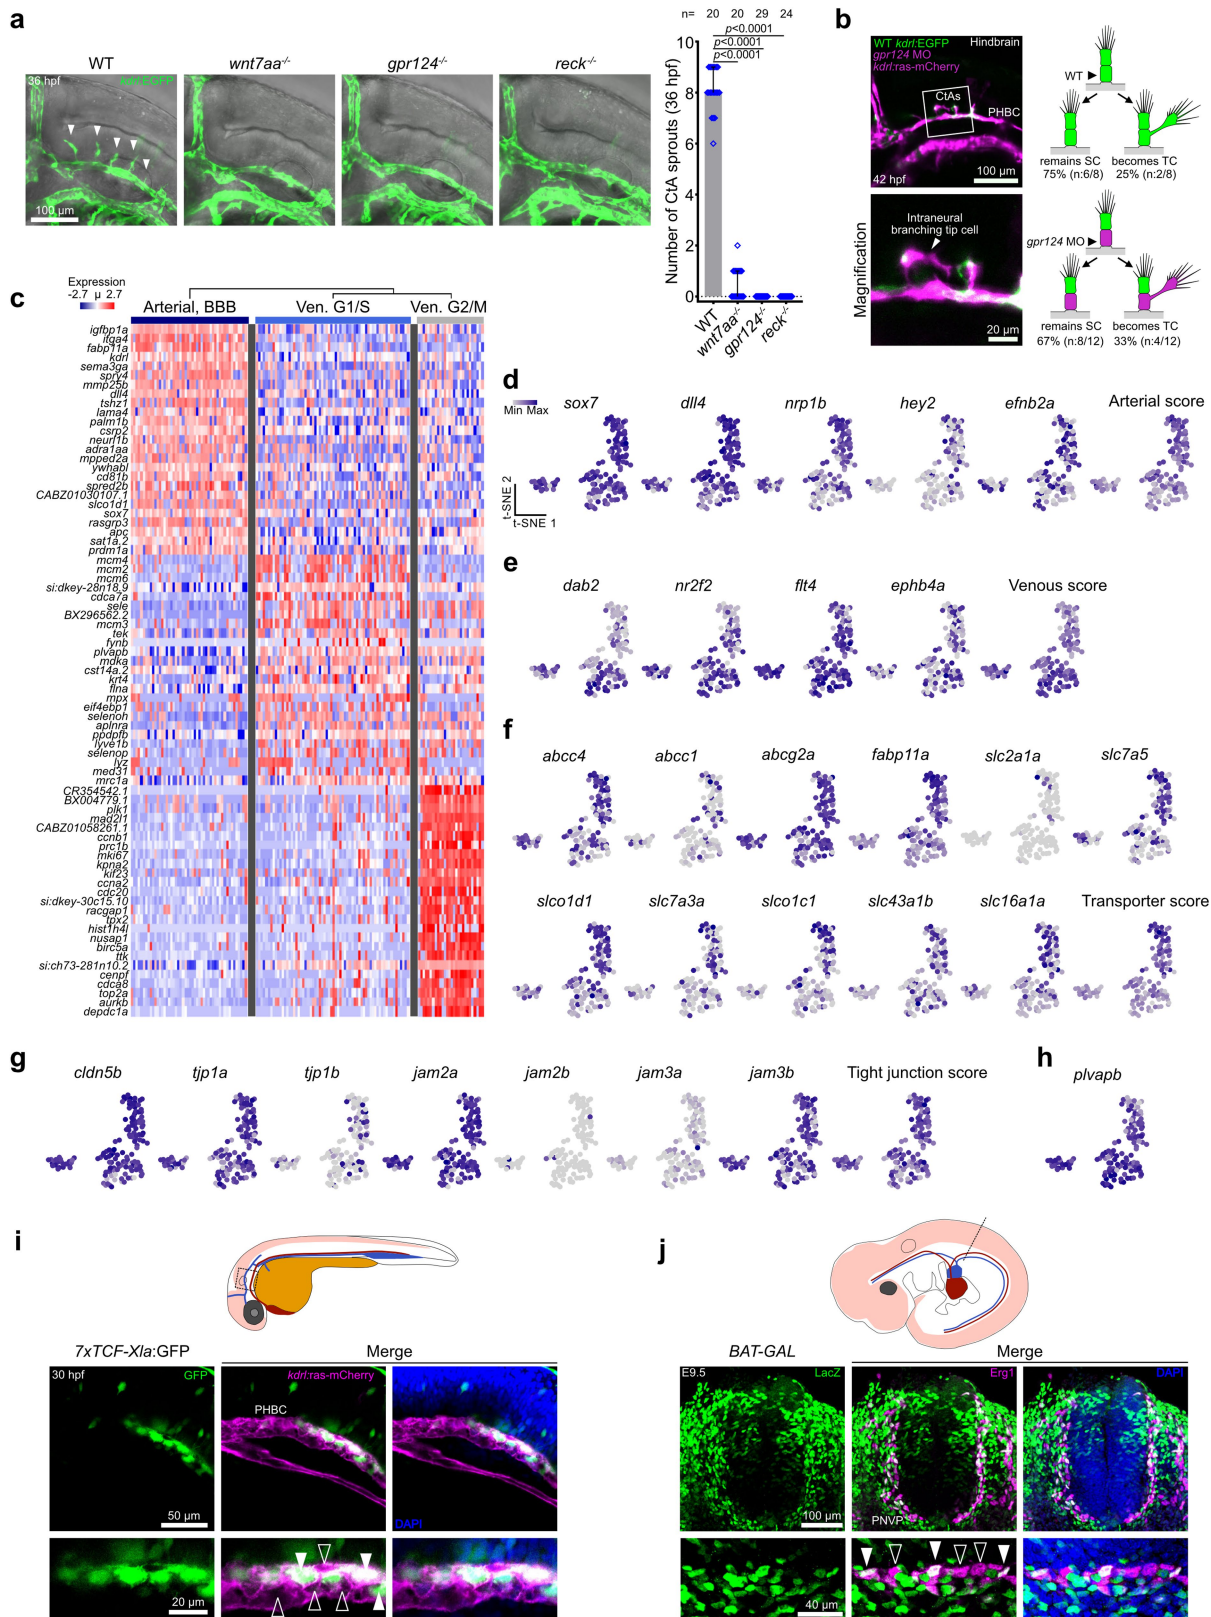 a
WT
wnt7aa-/-
gpr124-/-
reck-/-
36 hpf
kdrl:EGFP
100 µm
n= 20 20 29 24
p<0.0001
p<0.0001
p<0.0001
Number of CtA sprouts (36 hpf)
10
8
6
4
2
0
WT
wnt7aa-/-
gpr124-/-
reck-/-
b
WT kdrl:EGFP
Hindbrain
gpr124 MO
kdrl:ras-mCherry
CtAs
PHBC
100 µm
42 hpf
Magnification
Intraneural
branching tip cell
20 µm
WT
remains SC
75% (n:6/8)
becomes TC
25% (n:2/8)
gpr124 MO
remains SC
67% (n:8/12)
becomes TC
33% (n:4/12)
c
Expression
-2.7 µ 2.7
Arterial, BBB
Ven. G1/S
Ven. G2/M
igfbp1a
itga4
fabp11a
kdrl
sema3ga
spry4
mmp25b
dll4
tshz1
lama4
palm1b
csrp2
neurl1b
adra1aa
mpped2a
ywhabl
cd81b
spred2b
CABZ01030107.1
slco1d1
sox7
rasgrp3
apc
sat1a.2
prdm1a
mcm4
mcm2
mcm6
si:dkey-28n18.9
cdca7a
sele
BX296562.2
mcm3
tek
fynb
plvapb
mdka
cst14a.2
krt4
flna
mpx
eif4ebp1
selenoh
aplnra
ppdpfb
lyve1b
selenop
lyz
med31
mrc1a
CR354542.1
BX004779.1
plk1
mad2l1
CABZ01058261.1
ccnb1
prc1b
mki67
kpna2
kif23
ccna2
cdc20
si:dkey-30c15.10
racgap1
tpx2
hist1h4l
nusap1
birc5a
ttk
si:ch73-281n10.2
cenpf
cdca8
top2a
aurkb
depdc1a
d
Min Max
sox7
dll4
nrp1b
hey2
efnb2a
Arterial score
t-SNE 2
t-SNE 1
e
dab2
nr2f2
flt4
ephb4a
Venous score
f
abcc4
abcc1
abcg2a
fabp11a
slc2a1a
slc7a5
slco1d1
slc7a3a
slco1c1
slc43a1b
slc16a1a
Transporter score
g
cldn5b
tjp1a
tjp1b
jam2a
jam2b
jam3a
jam3b
Tight junction score
h
plvapb
i
7xTCF-Xla:GFP
Merge
30 hpf
GFP
kdrl:ras-mCherry
PHBC
50 µm
DAPI
20 µm
j
BAT-GAL
Merge
E9.5
LacZ
Erg1
DAPI
100 µm
PNVP
40 µm